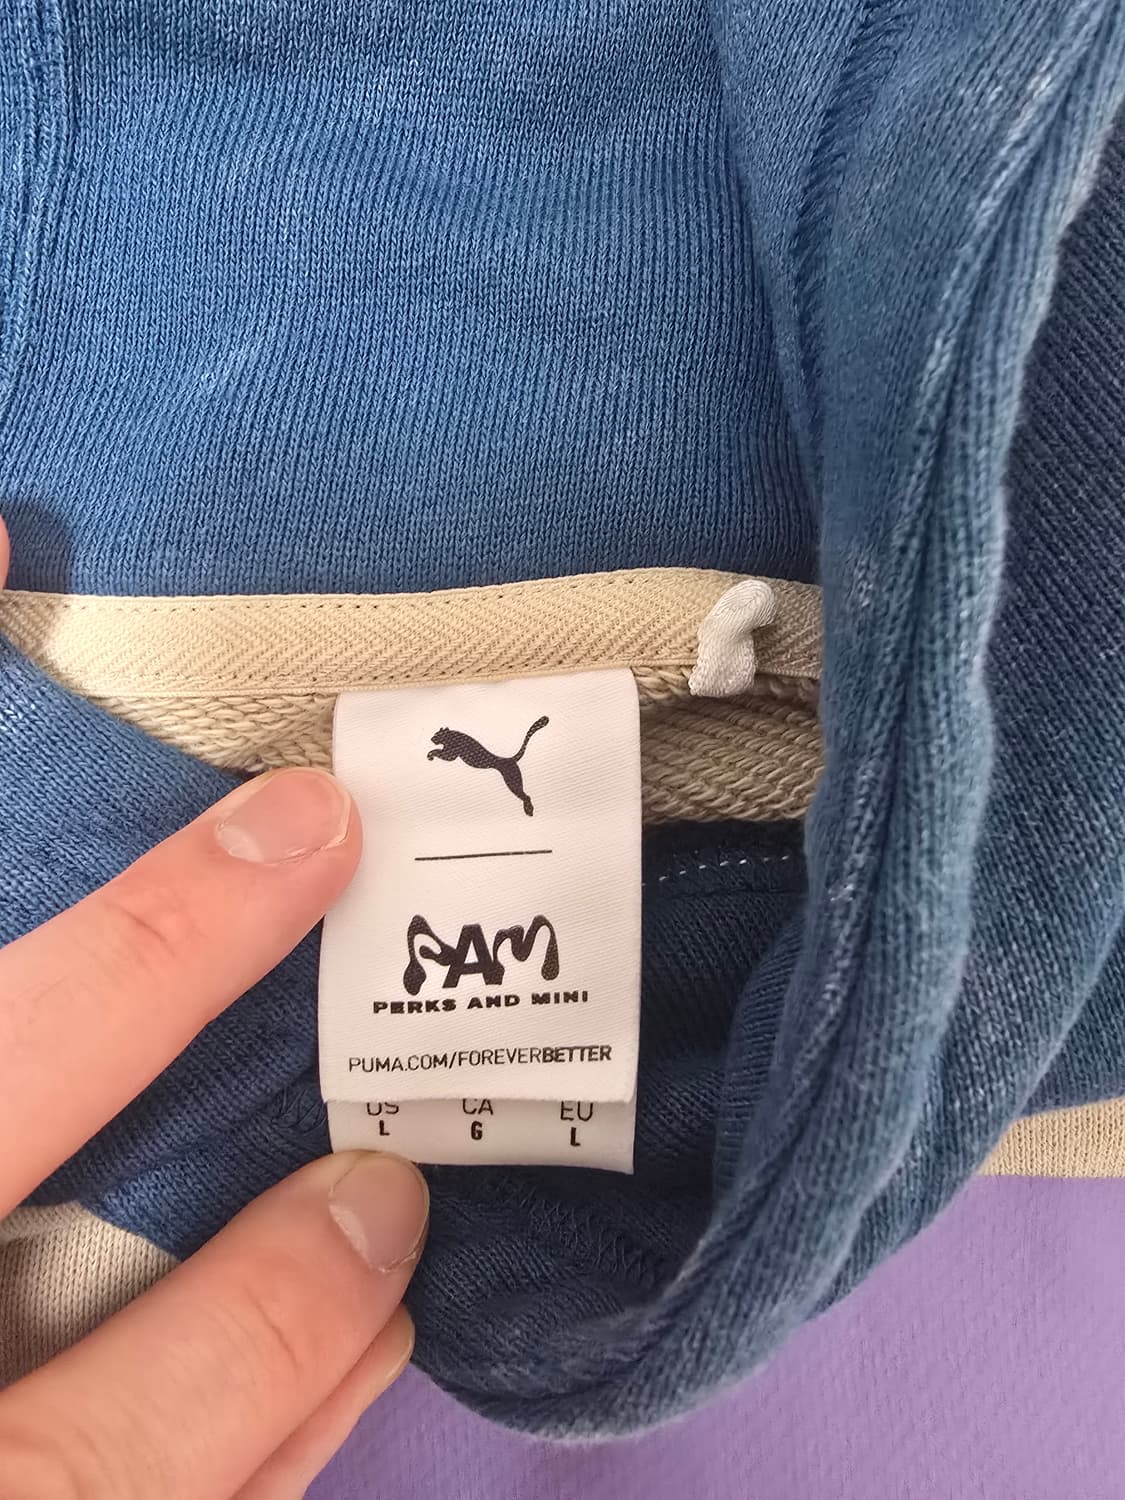 PAM
PERKS AND MINI
PUMA.COM/FOREVERBETTER
US CA EU
L G L